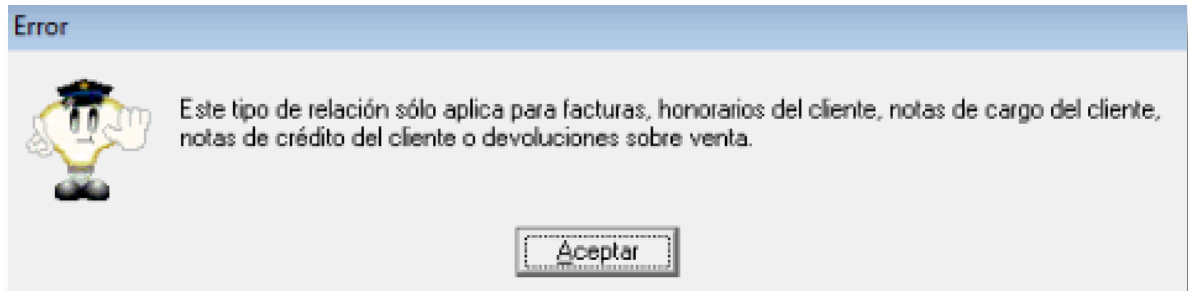 Error
Este tipo de relación sólo aplica para facturas, honorarios del cliente, notas de cargo del cliente,
notas de crédito del cliente o devoluciones sobre venta.
Aceptar